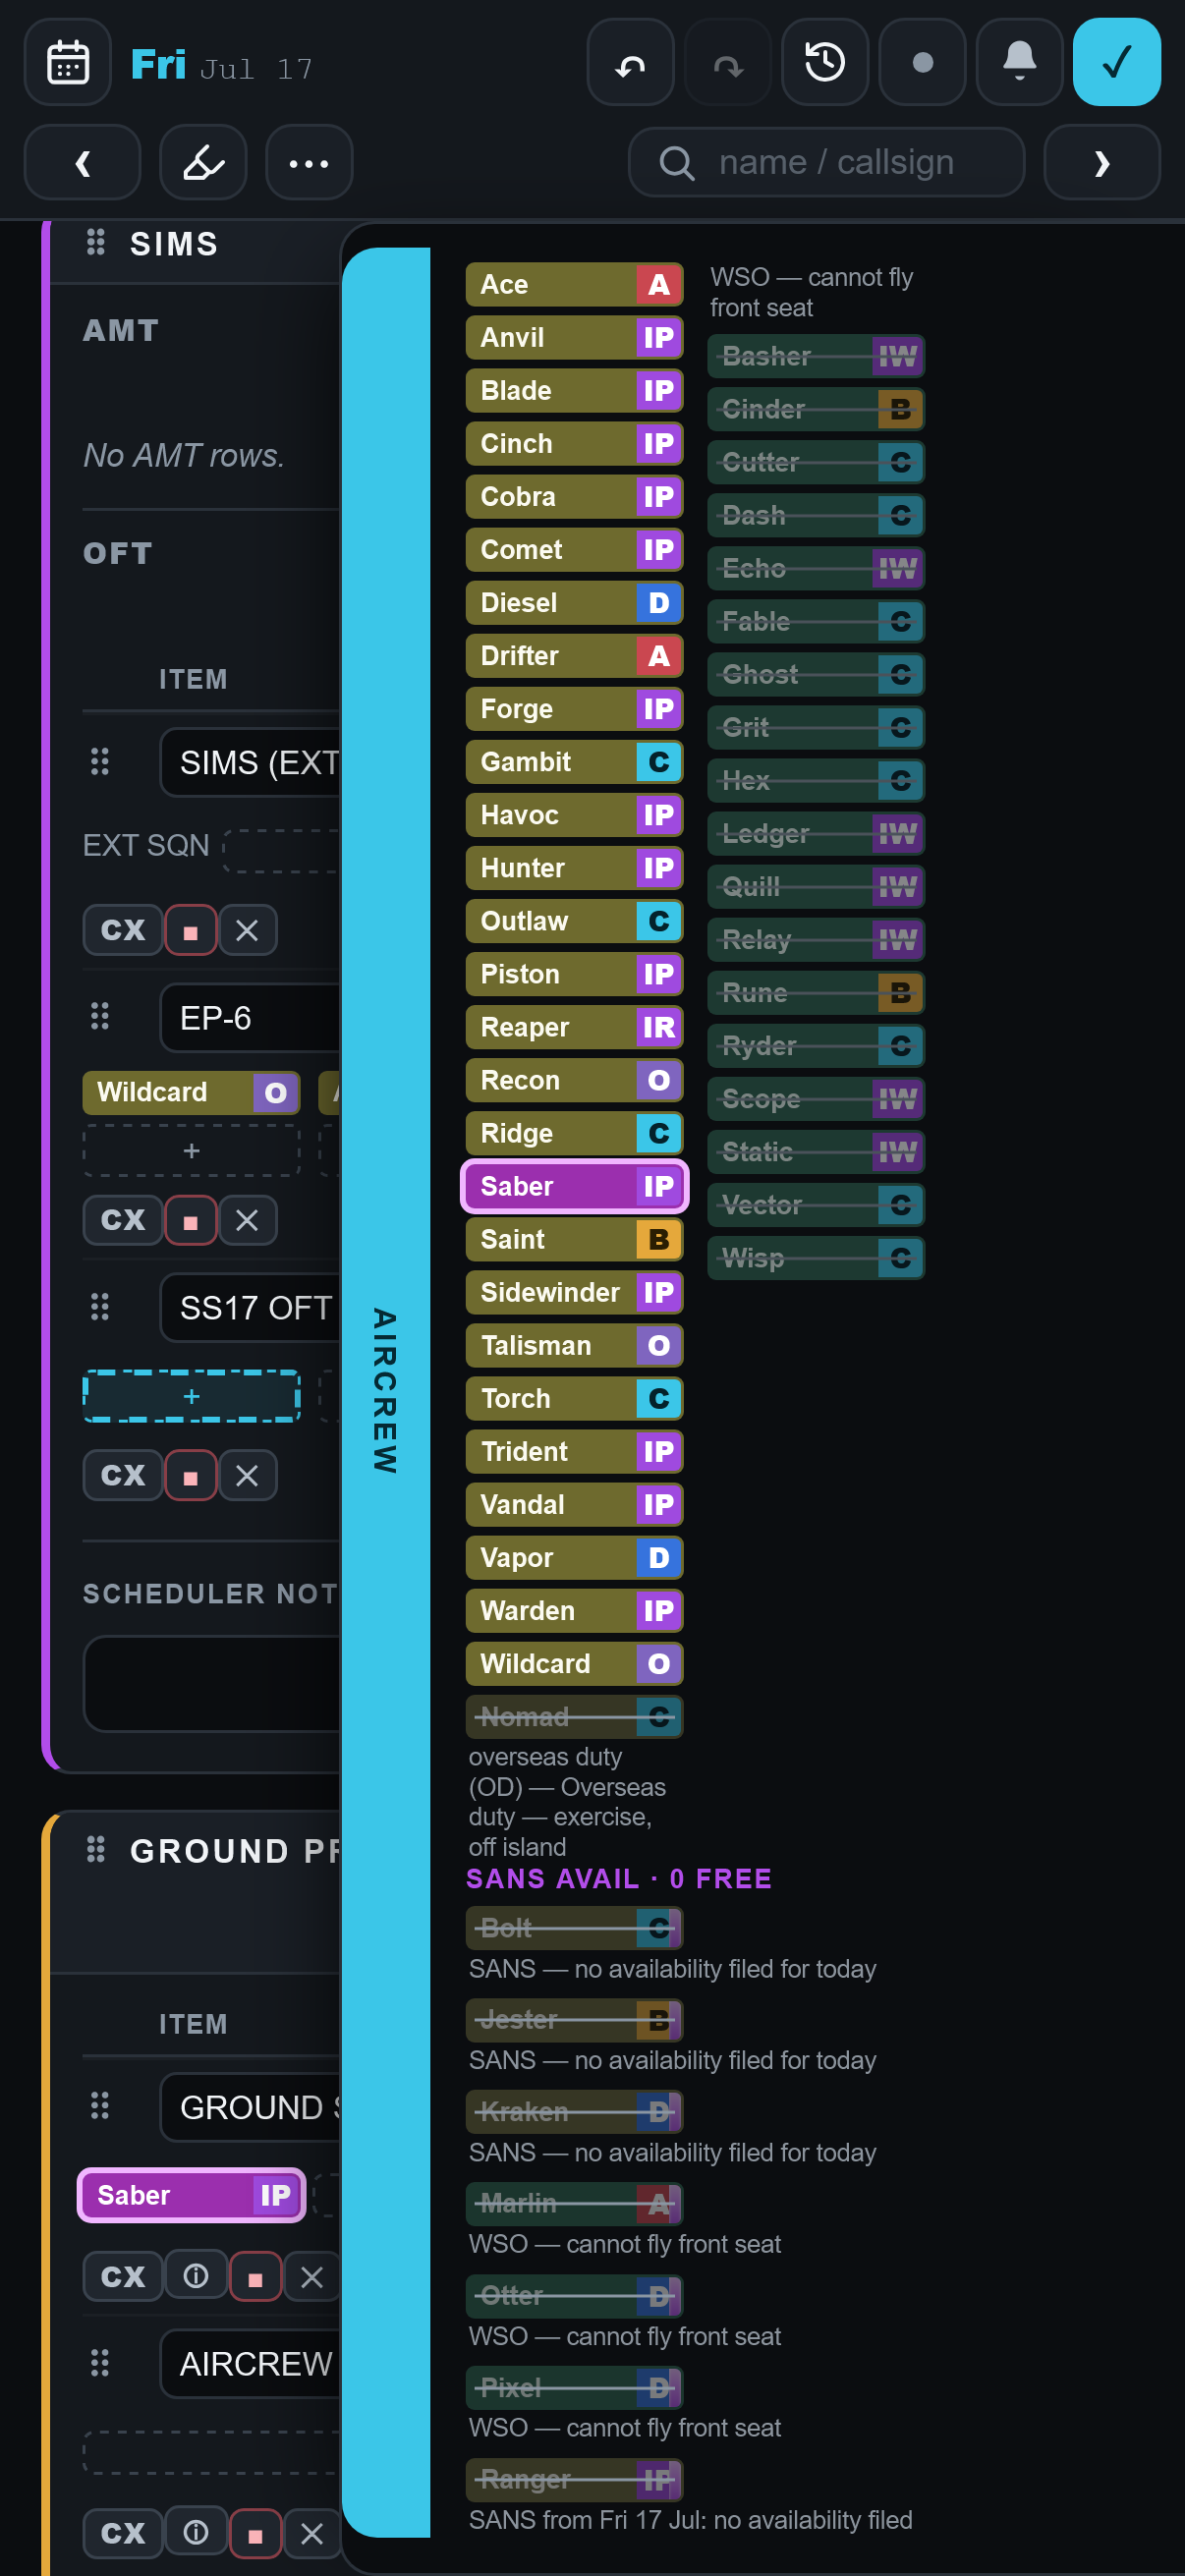 Fri Jul 17
name / callsign
SIMS
AMT
No AMT rows.
OFT
ITEM
SIMS (EXT
EXT SQN
CX
EP-6
Wildcard O
+
CX
SS17 OFT
+
CX
SCHEDULER NOT
GROUND PR
ITEM
GROUND S
Saber IP
CX
AIRCREW
CX
AIRCREW
Ace A
Anvil IP
Blade IP
Cinch IP
Cobra IP
Comet IP
Diesel D
Drifter A
Forge IP
Gambit C
Havoc IP
Hunter IP
Outlaw C
Piston IP
Reaper IR
Recon O
Ridge C
Saber IP
Saint B
Sidewinder IP
Talisman O
Torch C
Trident IP
Vandal IP
Vapor D
Warden IP
Wildcard O
Nomad C
overseas duty
(OD) — Overseas
duty — exercise,
off island
WSO — cannot fly
front seat
Basher IW
Cinder B
Cutter C
Dash C
Echo IW
Fable C
Ghost C
Grit C
Hex C
Ledger IW
Quill IW
Relay IW
Rune B
Ryder C
Scope IW
Static IW
Vector C
Wisp C
SANS AVAIL · 0 FREE
Bolt C
SANS — no availability filed for today
Jester B
SANS — no availability filed for today
Kraken D
SANS — no availability filed for today
Marlin A
WSO — cannot fly front seat
Otter D
WSO — cannot fly front seat
Pixel D
WSO — cannot fly front seat
Ranger IP
SANS from Fri 17 Jul: no availability filed